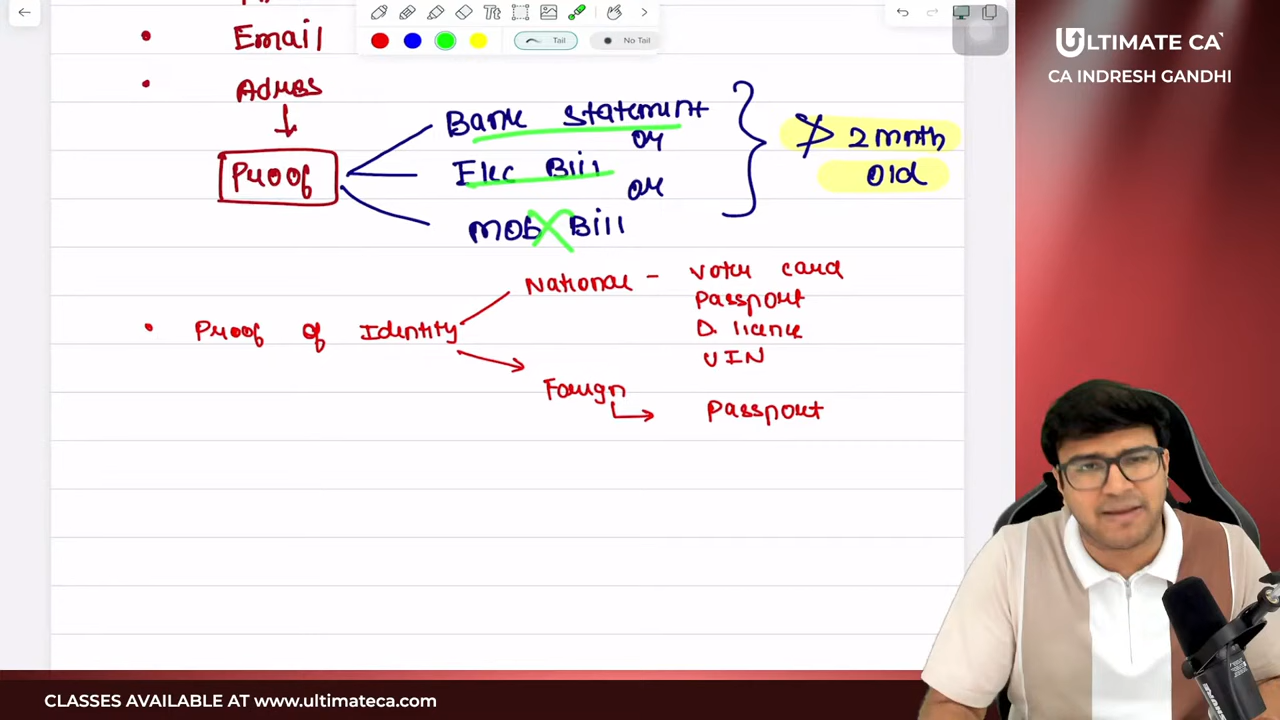 Email
Adress
Proof
Bank statement
or
Elec Bill
or
Mob Bill
≯ 2 mnth
old
Proof of Identity
National - Voter card
Passport
D. licence
UIN
Foreign
Passport
Tt
Tail
No Tail
ULTIMATE CA
CA INDRESH GANDHI
CLASSES AVAILABLE AT www.ultimateca.com